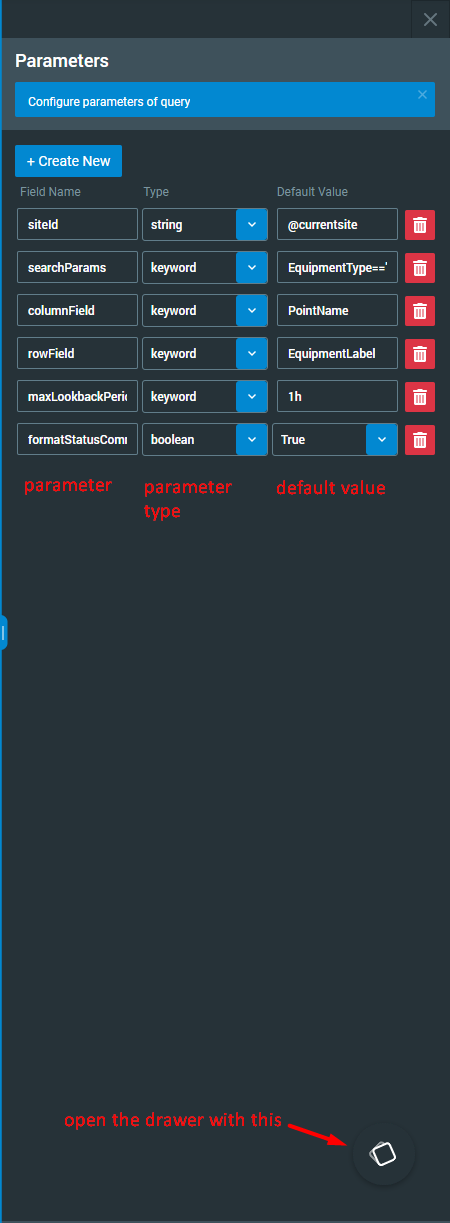 Parameters
Configure parameters of query
+ Create New
Field Name Type Default Value
siteId string @currentsite
searchParams keyword EquipmentType=='
columnField keyword PointName
rowField keyword EquipmentLabel
maxLookbackPeri keyword 1h
formatStatusCom boolean True
parameter parameter type default value
open the drawer with this